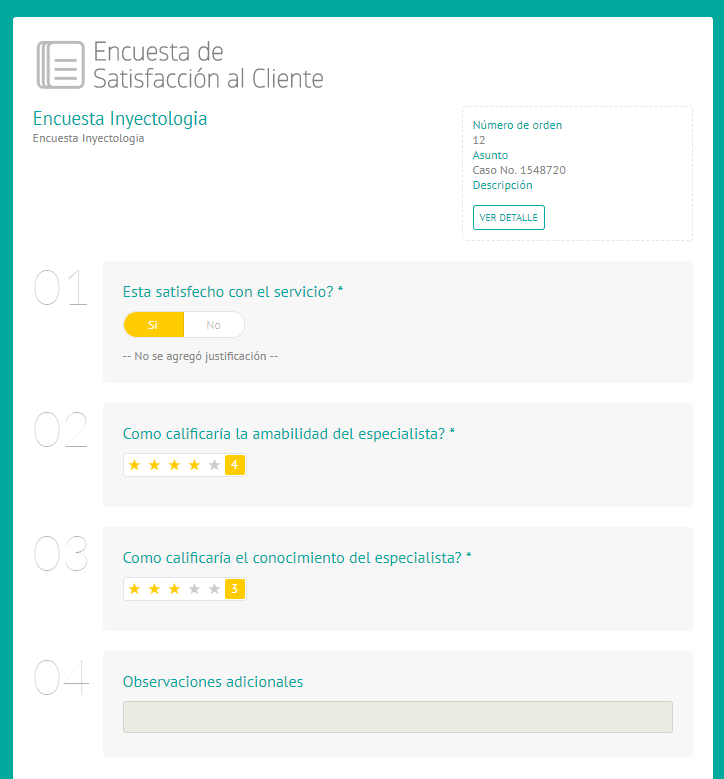 Encuesta de
Satisfacción al Cliente
Encuesta Inyectologia
Encuesta Inyectologia
Número de orden
12
Asunto
Caso No. 1548720
Descripción
VER DETALLE
01
Esta satisfecho con el servicio? *
Si No
-- No se agregó justificación --
02
Como calificaría la amabilidad del especialista? *
4
03
Como calificaría el conocimiento del especialista? *
3
04
Observaciones adicionales